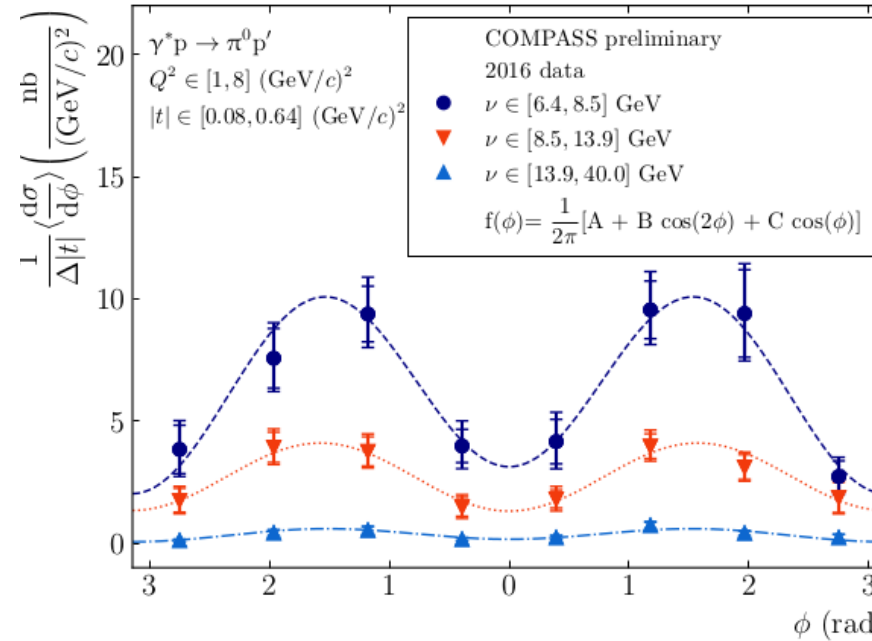 1/Δ|t| ⟨dσ/dϕ⟩ (nb/(GeV/c)²)
γ*p → π⁰p′
Q² ∈ [1, 8] (GeV/c)²
|t| ∈ [0.08, 0.64] (GeV/c)²
COMPASS preliminary
2016 data
ν ∈ [6.4, 8.5] GeV
ν ∈ [8.5, 13.9] GeV
ν ∈ [13.9, 40.0] GeV
f(ϕ)= 1/2π [A + B cos(2ϕ) + C cos(ϕ)]
20
15
10
5
0
3 2 1 0 1 2 3
ϕ (rad